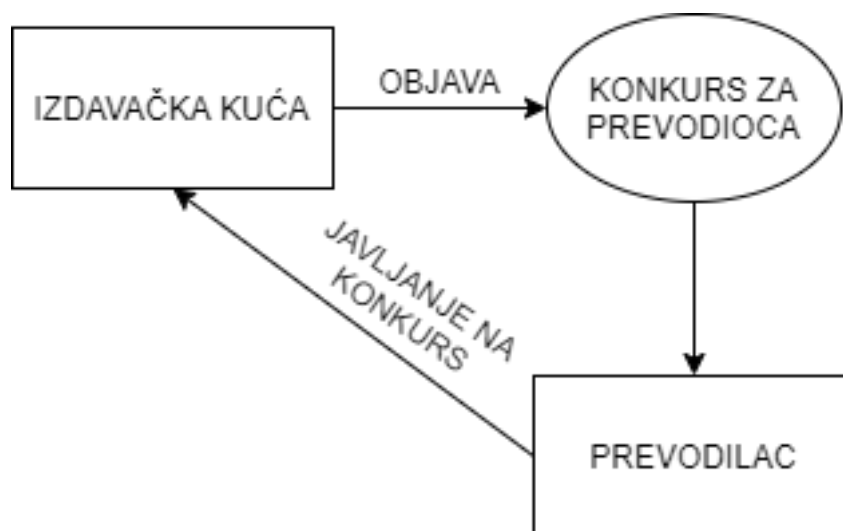 IZDAVAČKA KUĆA
OBJAVA
KONKURS ZA
PREVODIOCA
JAVLJANJE NA
KONKURS
PREVODILAC